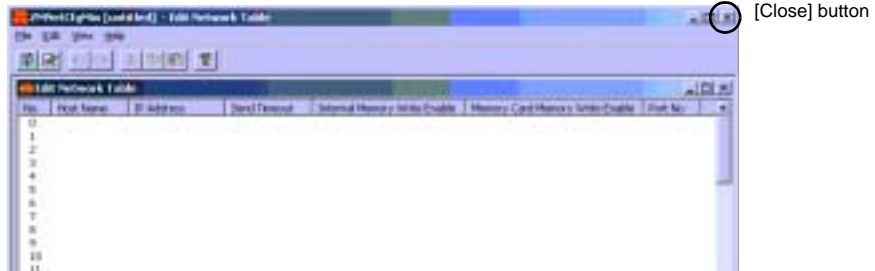 [Close] button
JYMNetCfgMin [untitled] - Edit Network Table
File Edit View Help
Edit Network Table
No. Host Name IP Address Send Timeout Internal Memory Write Enable Memory Card Memory Write Enable Port No.
0
1
2
3
4
5
6
7
8
9
10
11